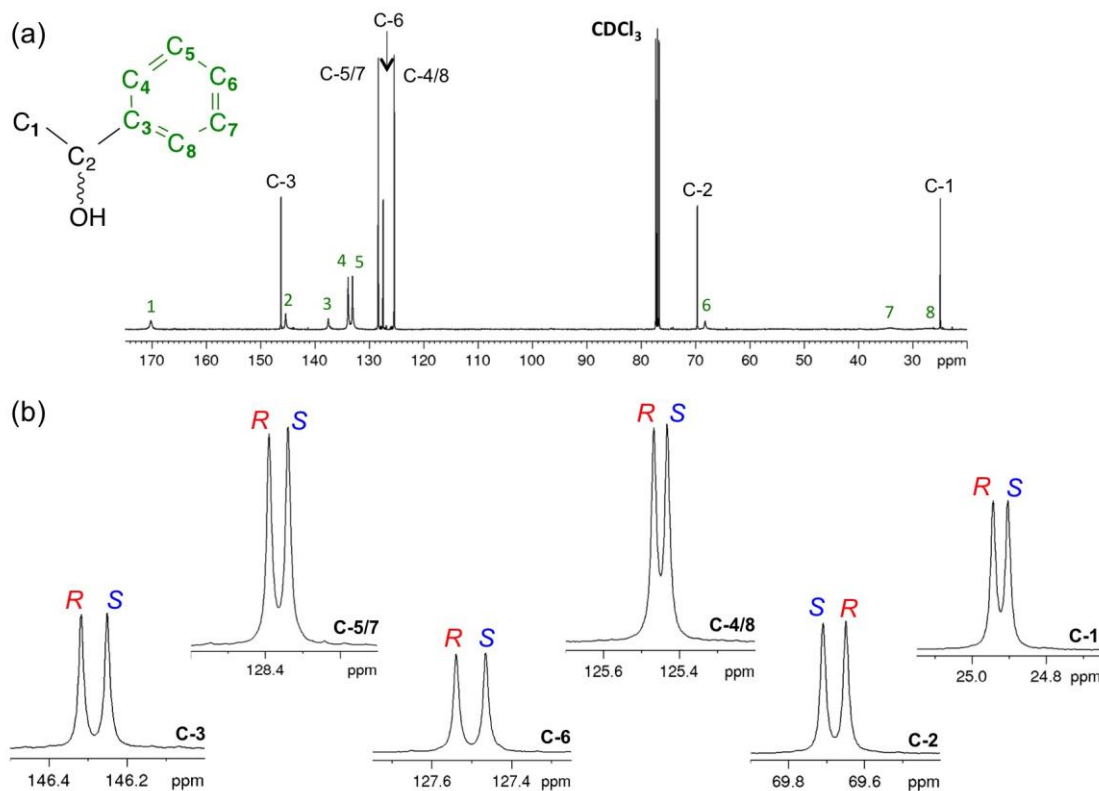 (a)
C-6
CDCl3
C-5/7
C-4/8
C5
C4
C6
C1
C3
C7
C2
C8
OH
C-3
C-2
C-1
1
2
3
4
5
6
7
8
170 160 150 140 130 120 110 100 90 80 70 60 50 40 30 ppm
(b)
R S
C-3
146.4 146.2 ppm
R S
C-5/7
128.4 ppm
R S
C-6
127.6 127.4 ppm
R S
C-4/8
125.6 125.4 ppm
S R
C-2
69.8 69.6 ppm
R S
C-1
25.0 24.8 ppm